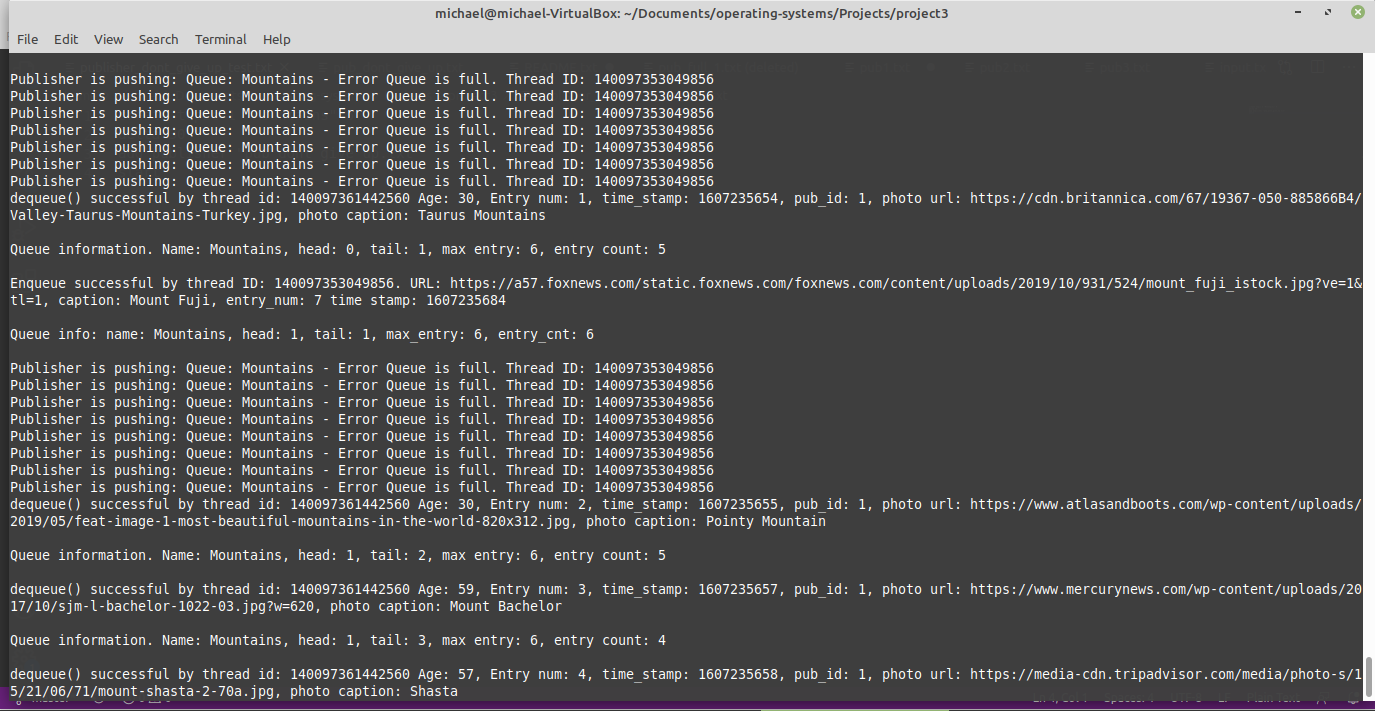 michael@michael-VirtualBox: ~/Documents/operating-systems/Projects/project3
File Edit View Search Terminal Help
Publisher is pushing: Queue: Mountains - Error Queue is full. Thread ID: 140097353049856
Publisher is pushing: Queue: Mountains - Error Queue is full. Thread ID: 140097353049856
Publisher is pushing: Queue: Mountains - Error Queue is full. Thread ID: 140097353049856
Publisher is pushing: Queue: Mountains - Error Queue is full. Thread ID: 140097353049856
Publisher is pushing: Queue: Mountains - Error Queue is full. Thread ID: 140097353049856
Publisher is pushing: Queue: Mountains - Error Queue is full. Thread ID: 140097353049856
Publisher is pushing: Queue: Mountains - Error Queue is full. Thread ID: 140097353049856
dequeue() successful by thread id: 140097361442560 Age: 30, Entry num: 1, time_stamp: 1607235654, pub_id: 1, photo url: https://cdn.britannica.com/67/19367-050-885866B4/
Valley-Taurus-Mountains-Turkey.jpg, photo caption: Taurus Mountains
Queue information. Name: Mountains, head: 0, tail: 1, max entry: 6, entry count: 5
Enqueue successful by thread ID: 140097353049856. URL: https://a57.foxnews.com/static.foxnews.com/foxnews.com/content/uploads/2019/10/931/524/mount_fuji_istock.jpg?ve=1&
tl=1, caption: Mount Fuji, entry_num: 7 time stamp: 1607235684
Queue info: name: Mountains, head: 1, tail: 1, max_entry: 6, entry_cnt: 6
Publisher is pushing: Queue: Mountains - Error Queue is full. Thread ID: 140097353049856
Publisher is pushing: Queue: Mountains - Error Queue is full. Thread ID: 140097353049856
Publisher is pushing: Queue: Mountains - Error Queue is full. Thread ID: 140097353049856
Publisher is pushing: Queue: Mountains - Error Queue is full. Thread ID: 140097353049856
Publisher is pushing: Queue: Mountains - Error Queue is full. Thread ID: 140097353049856
Publisher is pushing: Queue: Mountains - Error Queue is full. Thread ID: 140097353049856
Publisher is pushing: Queue: Mountains - Error Queue is full. Thread ID: 140097353049856
Publisher is pushing: Queue: Mountains - Error Queue is full. Thread ID: 140097353049856
dequeue() successful by thread id: 140097361442560 Age: 30, Entry num: 2, time_stamp: 1607235655, pub_id: 1, photo url: https://www.atlasandboots.com/wp-content/uploads/
2019/05/feat-image-1-most-beautiful-mountains-in-the-world-820x312.jpg, photo caption: Pointy Mountain
Queue information. Name: Mountains, head: 1, tail: 2, max entry: 6, entry count: 5
dequeue() successful by thread id: 140097361442560 Age: 59, Entry num: 3, time_stamp: 1607235657, pub_id: 1, photo url: https://www.mercurynews.com/wp-content/uploads/20
17/10/sjm-l-bachelor-1022-03.jpg?w=620, photo caption: Mount Bachelor
Queue information. Name: Mountains, head: 1, tail: 3, max entry: 6, entry count: 4
dequeue() successful by thread id: 140097361442560 Age: 57, Entry num: 4, time_stamp: 1607235658, pub_id: 1, photo url: https://media-cdn.tripadvisor.com/media/photo-s/1
5/21/06/71/mount-shasta-2-70a.jpg, photo caption: Shasta